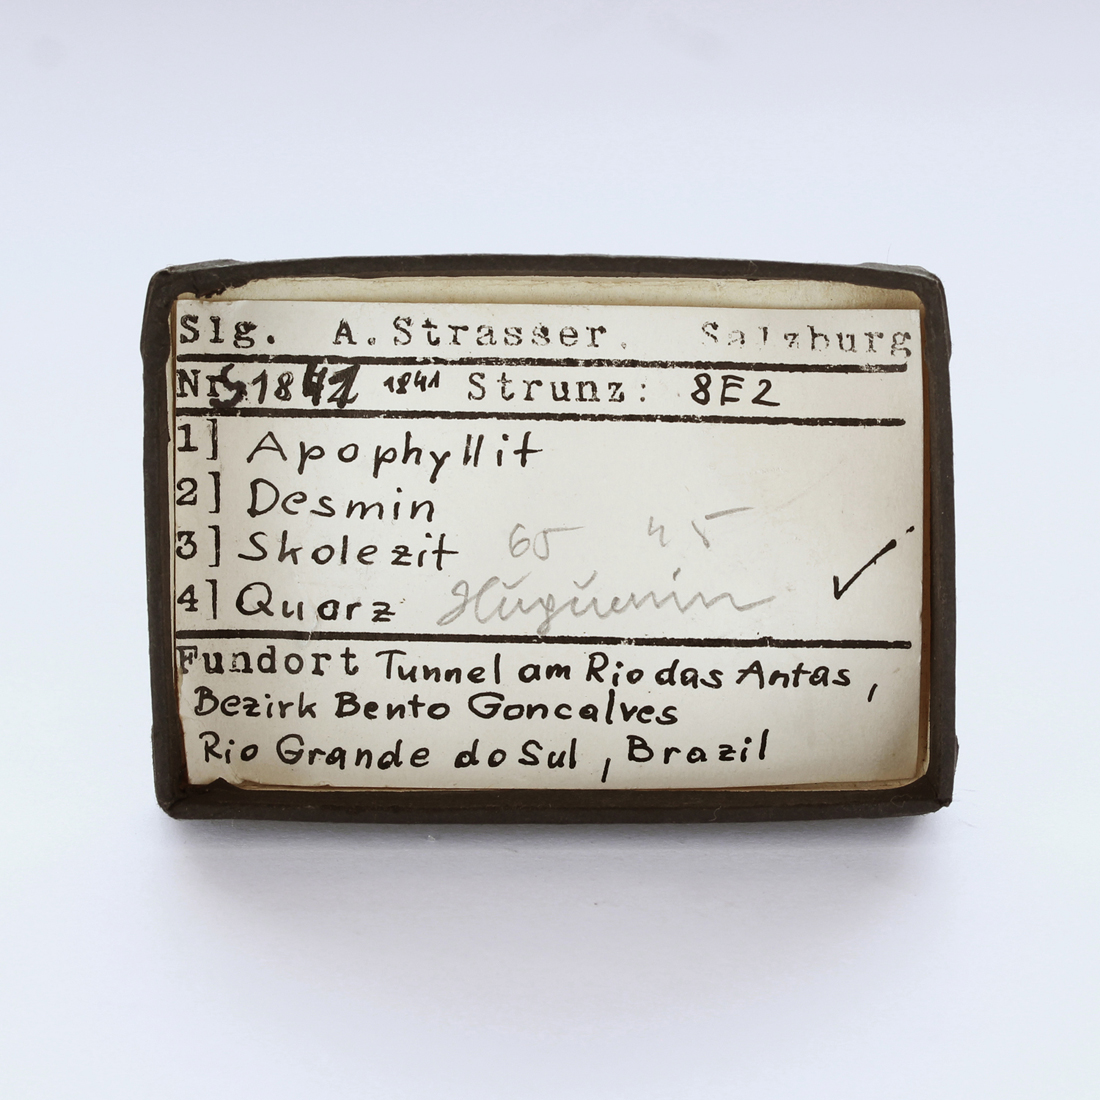 Slg. A. Strasser. Salzburg
Nr. 1841 1841 Strunz: 8E2
1] Apophyllit
2] Desmin
3] Skolezit 65 45
4] Quarz Huguenin
Fundort Tunnel am Rio das Antas,
Bezirk Bento Goncalves
Rio Grande do Sul, Brazil